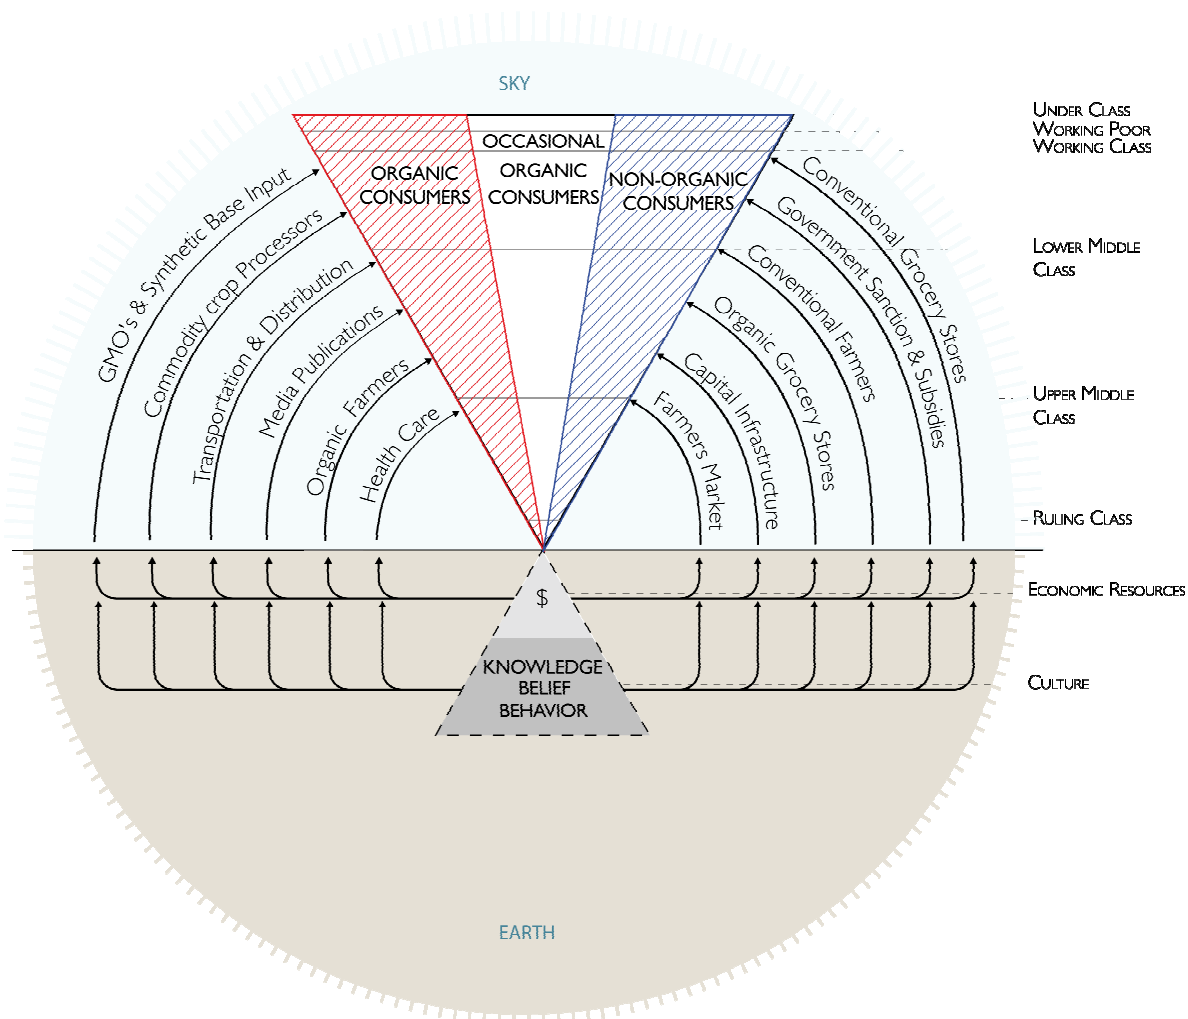 SKY
UNDER CLASS
WORKING POOR
WORKING CLASS
OCCASIONAL
ORGANIC
CONSUMERS
ORGANIC
CONSUMERS
NON-ORGANIC
CONSUMERS
LOWER MIDDLE
CLASS
UPPER MIDDLE
CLASS
RULING CLASS
GMO's & Synthetic Base Input
Commodity crop Processors
Transportation & Distribution
Media Publications
Organic Farmers
Health Care
Farmers Market
Capital Infrastructure
Organic Grocery Stores
Conventional Farmers
Government Sanction & Subsidies
Conventional Grocery Stores
$
ECONOMIC RESOURCES
KNOWLEDGE
BELIEF
BEHAVIOR
CULTURE
EARTH